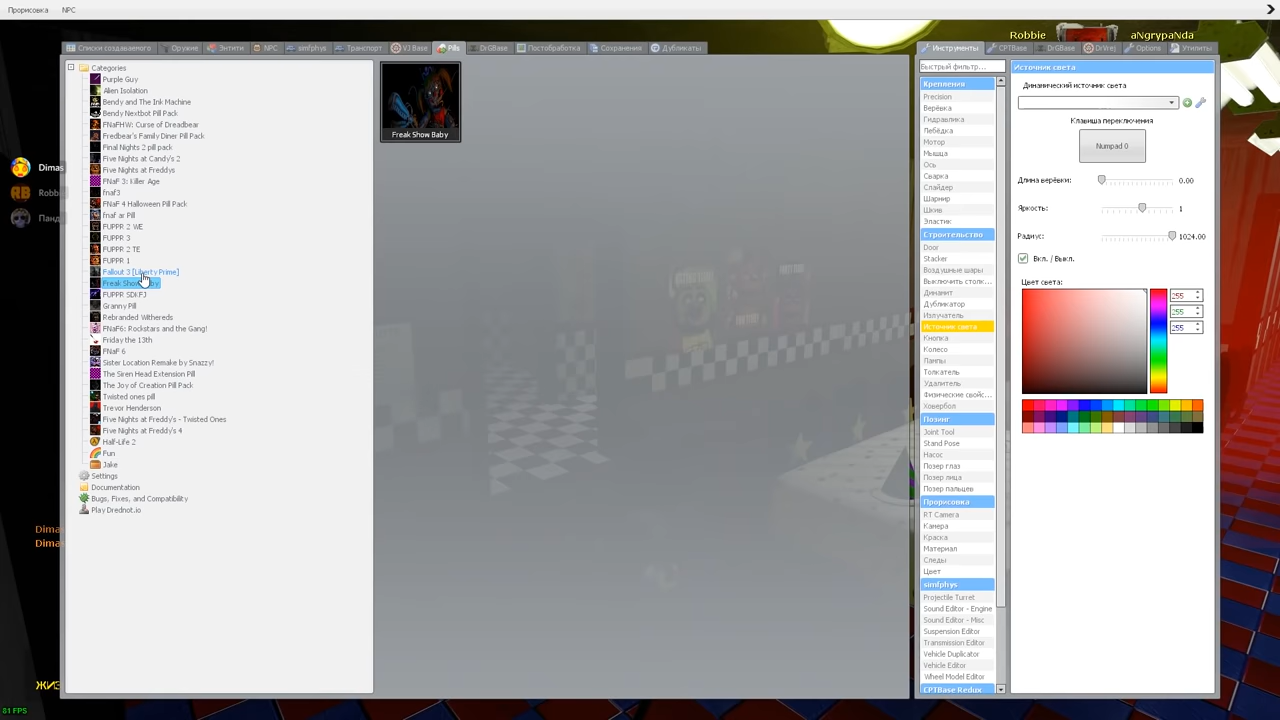 Прорисовка NPC
Robbie aNgrypaNda
Списки создаваемого Оружие Энтити NPC simfphys Транспорт VJ Base Pills DrGBase Постобработка Сохранения Дубликаты
Инструменты CPTBase DrGBase DrVrej Options Утилиты
Categories
Purple Guy
Alien Isolation
Bendy and The Ink Machine
Bendy Nextbot Pill Pack
FNaFHW: Curse of Dreadbear
Fredbear's Family Diner Pill Pack
Final Nights 2 pill pack
Five Nights at Candy's 2
Five Nights at Freddys
FNaF 3: Killer Age
fnaf3
FNaF 4 Halloween Pill Pack
fnaf ar Pill
FUPPR 2 WE
FUPPR 3
FUPPR 2 TE
FUPPR 1
Fallout 3 [Liberty Prime]
Freak Show Baby
FUPPR SDI.FJ
Granny Pill
Rebranded Withereds
FNaF6: Rockstars and the Gang!
Friday the 13th
FNaF 6
Sister Location Remake by Snazzy!
The Siren Head Extension Pill
The Joy of Creation Pill Pack
Twisted ones pill
Trevor Henderson
Five Nights at Freddy's - Twisted Ones
Five Nights at Freddy's 4
Half-Life 2
Fun
Jake
Settings
Documentation
Bugs, Fixes, and Compatibility
Play Drednot.io
Freak Show Baby
Dimas
Robb
Панд
Dima
Dima
ЖИЗ
81 FPS
Быстрый фильтр...
Крепления
Precision
Верёвка
Гидравлика
Лебёдка
Мотор
Мышца
Ось
Сварка
Слайдер
Шарнир
Шкив
Эластик
Строительство
Door
Stacker
Воздушные шары
Выключить столк...
Динамит
Дубликатор
Излучатель
Источник света
Кнопка
Колесо
Лампы
Толкатель
Удалитель
Физические свойс...
Ховербол
Позинг
Joint Tool
Stand Pose
Насос
Позер глаз
Позер лица
Позер пальцев
Прорисовка
RT Camera
Камера
Краска
Материал
Следы
Цвет
simfphys
Projectile Turret
Sound Editor - Engine
Sound Editor - Misc
Suspension Editor
Transmission Editor
Vehicle Duplicator
Vehicle Editor
Wheel Model Editor
CPTBase Redux
Источник света
Динамический источник света
Клавиша переключения
Numpad 0
Длина верёвки: 0.00
Яркость: 1
Радиус: 1024.00
Вкл. / Выкл.
Цвет света:
255
255
255